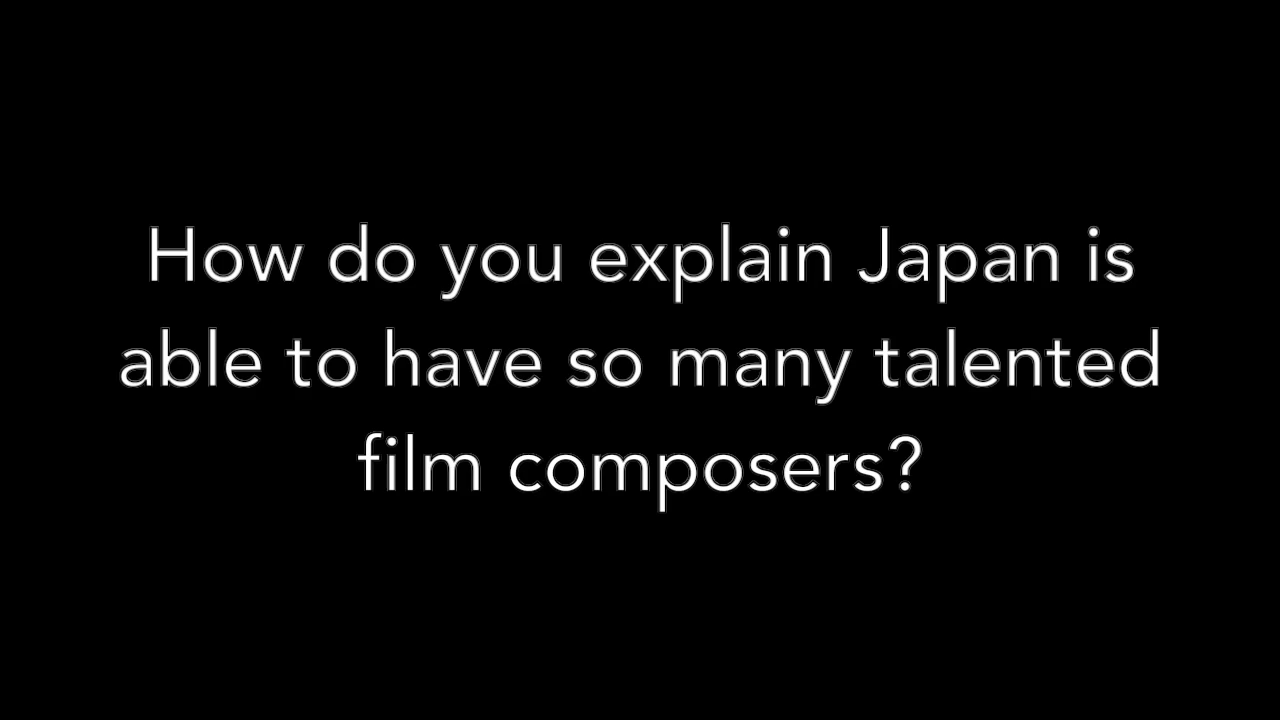 How do you explain Japan is
able to have so many talented
film composers?